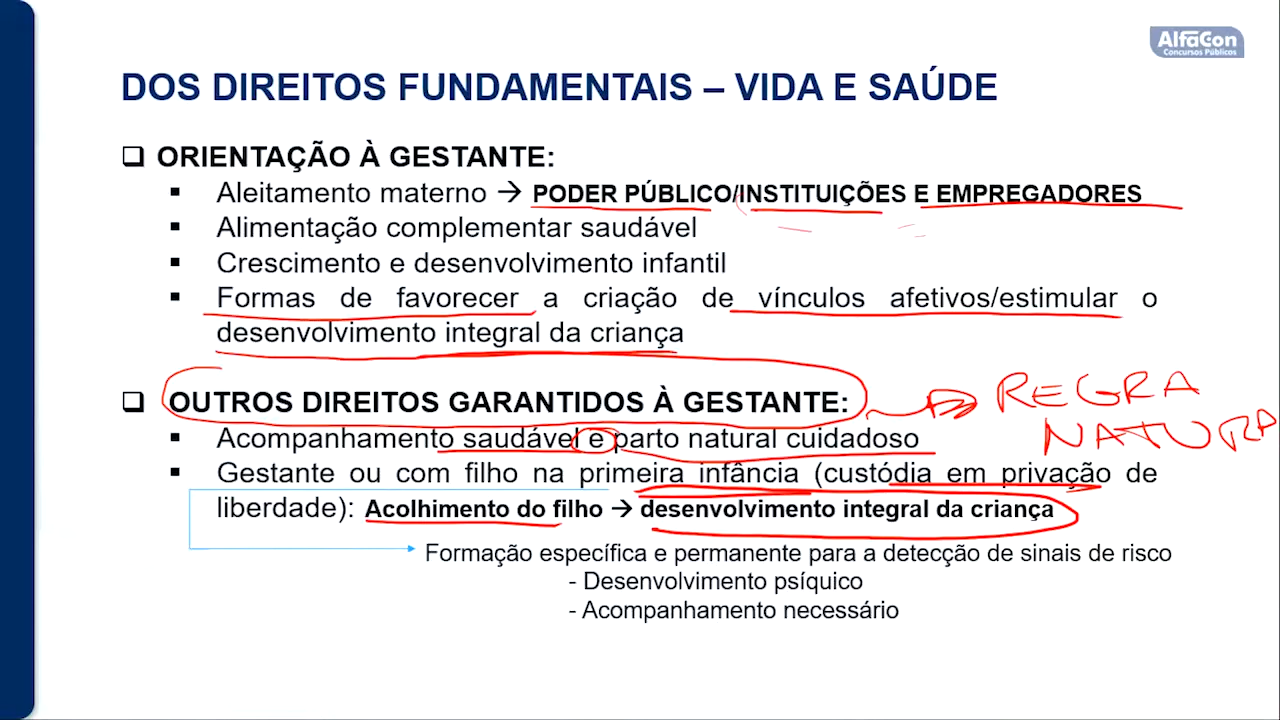 AlfaCon
Concursos Públicos
DOS DIREITOS FUNDAMENTAIS – VIDA E SAÚDE
❑ ORIENTAÇÃO À GESTANTE:
▪ Aleitamento materno → PODER PÚBLICO/INSTITUIÇÕES E EMPREGADORES
▪ Alimentação complementar saudável
▪ Crescimento e desenvolvimento infantil
▪ Formas de favorecer a criação de vínculos afetivos/estimular o
desenvolvimento integral da criança
❑ OUTROS DIREITOS GARANTIDOS À GESTANTE:
REGRA
NATURA
▪ Acompanhamento saudável e parto natural cuidadoso
▪ Gestante ou com filho na primeira infância (custódia em privação de
liberdade): Acolhimento do filho → desenvolvimento integral da criança
Formação específica e permanente para a detecção de sinais de risco
- Desenvolvimento psíquico
- Acompanhamento necessário